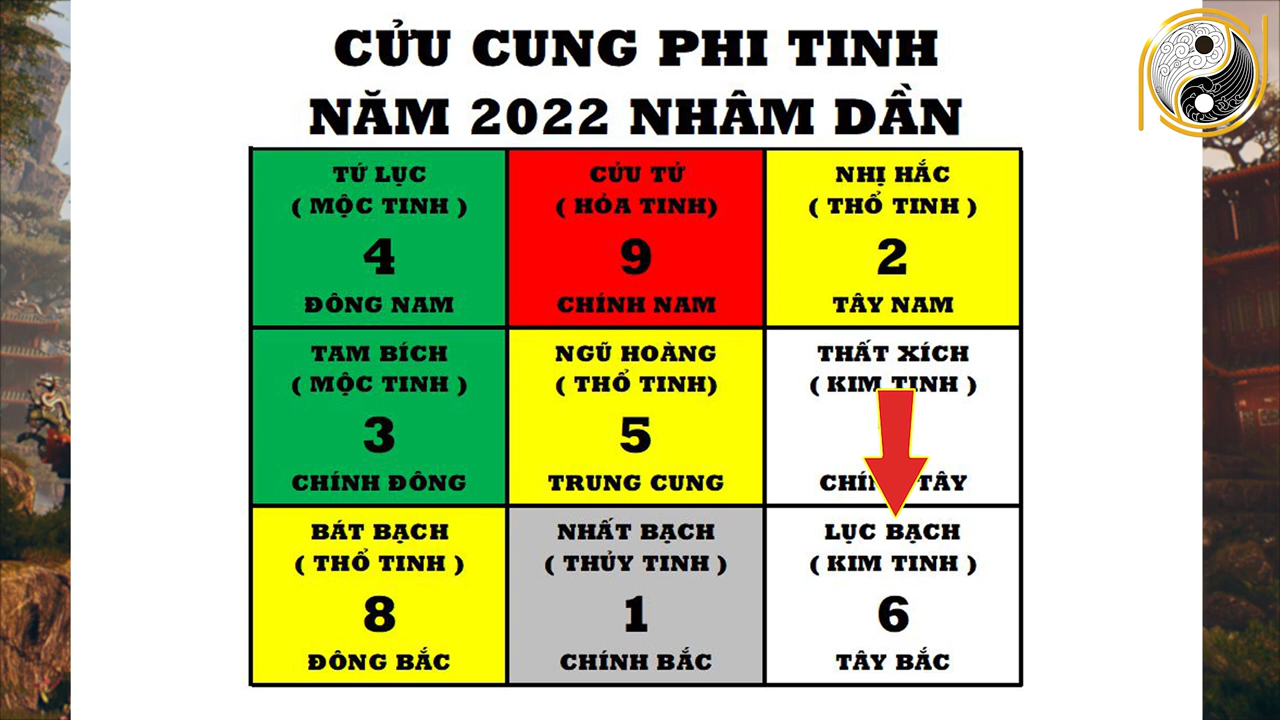 CỬU CUNG PHI TINH
NĂM 2022 NHÂM DẦN
TỨ LỤC
( MỘC TINH )
4
ĐÔNG NAM
CỬU TỬ
( HỎA TINH)
9
CHÍNH NAM
NHỊ HẮC
( THỔ TINH )
2
TÂY NAM
TAM BÍCH
( MỘC TINH )
3
CHÍNH ĐÔNG
NGŨ HOÀNG
( THỔ TINH)
5
TRUNG CUNG
THẤT XÍCH
( KIM TINH )
CHÍNH TÂY
BÁT BẠCH
( THỔ TINH )
8
ĐÔNG BẮC
NHẤT BẠCH
( THỦY TINH )
1
CHÍNH BẮC
LỤC BẠCH
( KIM TINH )
6
TÂY BẮC